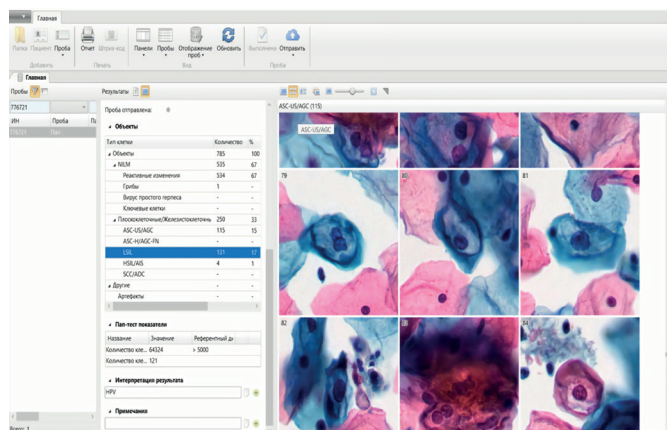 Главная
Папка Пациент Проба Отчет Штрих-код Панели Пробы Отображение проб Обновить Выполнена Отправить
Добавить Печать Вид Проба
Главная
Пробы Результаты
776721
ИН Проба
776721 Пап
Проба отправлена:
Объекты
Тип клетки Количество %
Объекты 785 100
NILM 535 67
Реактивные изменения 534 67
Грибы 1 -
Вирус простого герпеса - -
Ключевые клетки - -
Плоскоклеточные/Железистоклеточнь 250 33
ASC-US/AGC 115 15
ASC-H/AGC-FN - -
LSIL 131 17
HSIL/AIS 4 1
SCC/ADC - -
Другие - -
Артефакты - -
Пап-тест показатели
Название Значение Референтный ди
Количество кле... 64324 > 5000
Количество кле... 121
Интерпретация результата
HPV
Примечания
Всего: 1
ASC-US/AGC (115)
ASC-US/AGC
79 80 81
82 83 84